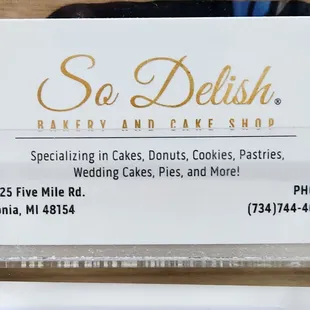 So Delish®
BAKERY AND CAKE SHOP
Specializing in Cakes, Donuts, Cookies, Pastries,
Wedding Cakes, Pies, and More!
25 Five Mile Rd.
onia, MI 48154
PHO
(734)744-4